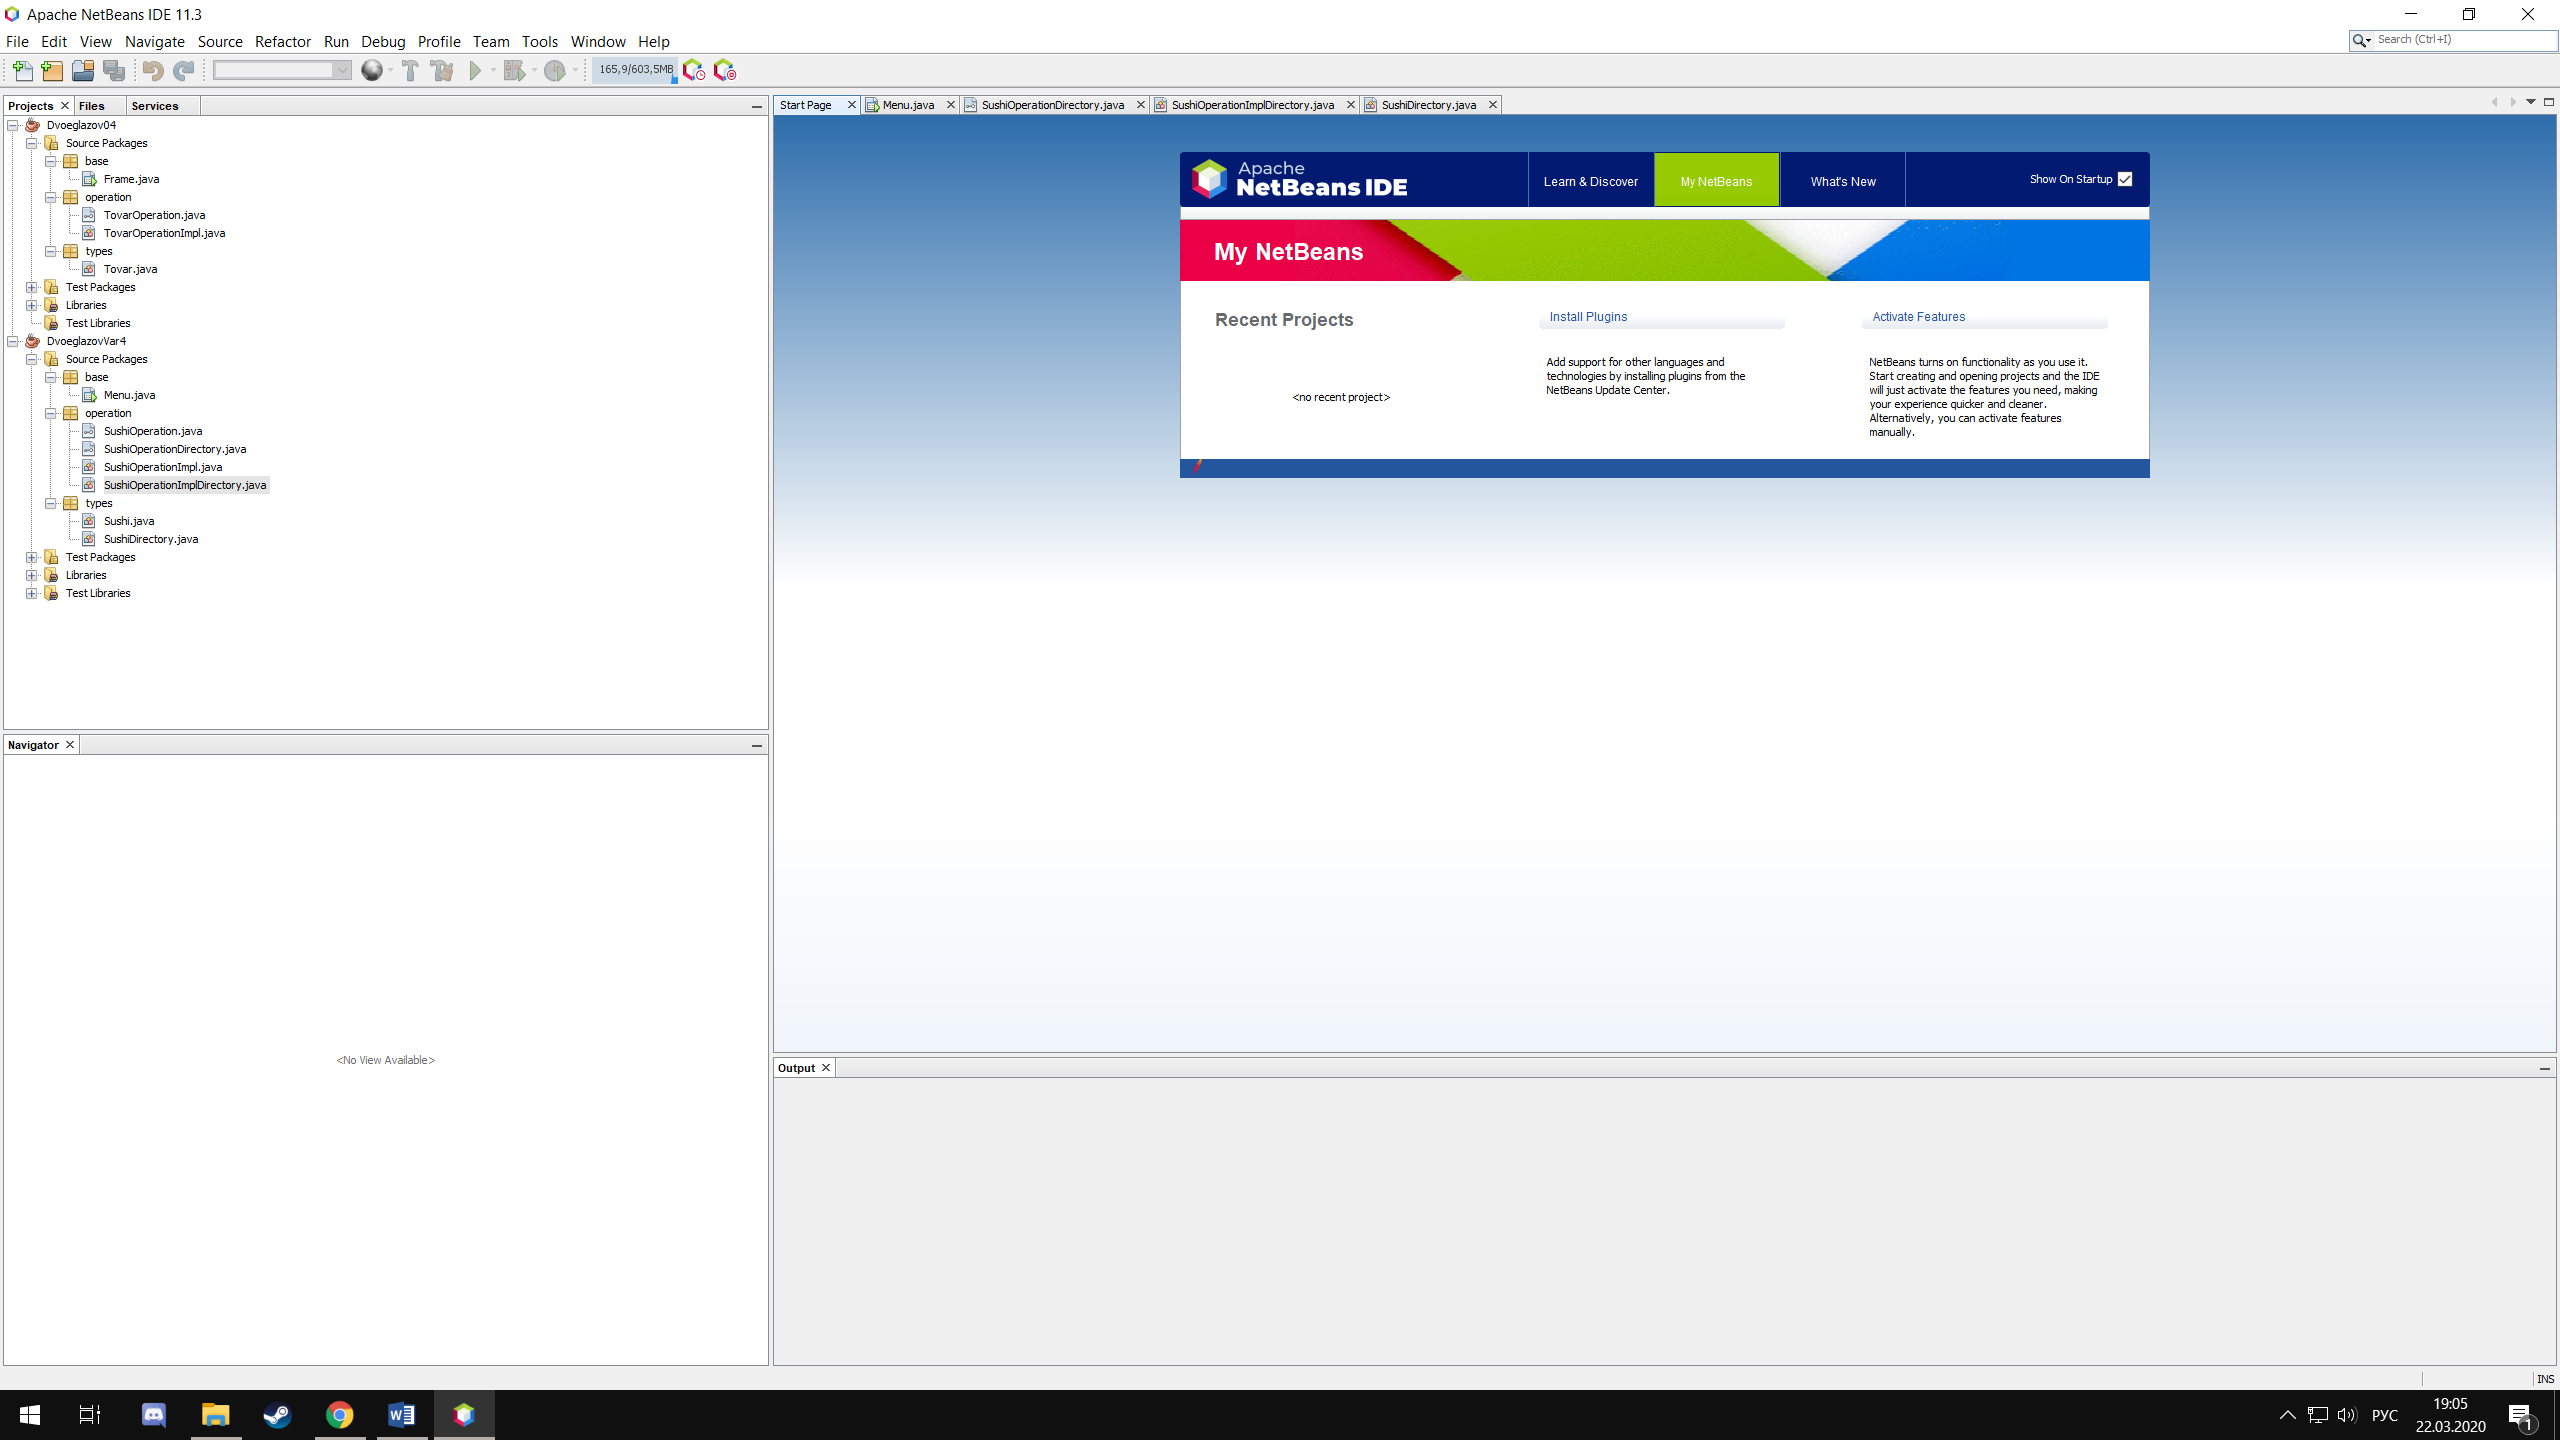 Apache NetBeans IDE 11.3
File Edit View Navigate Source Refactor Run Debug Profile Team Tools Window Help
Search (Ctrl+I)
165,9/603,5MB
Projects Files Services
Dvoeglazov04
Source Packages
base
Frame.java
operation
TovarOperation.java
TovarOperationImpl.java
types
Tovar.java
Test Packages
Libraries
Test Libraries
DvoeglazovVar4
Source Packages
base
Menu.java
operation
SushiOperation.java
SushiOperationDirectory.java
SushiOperationImpl.java
SushiOperationImplDirectory.java
types
Sushi.java
SushiDirectory.java
Test Packages
Libraries
Test Libraries
Navigator
<No View Available>
Start Page Menu.java SushiOperationDirectory.java SushiOperationImplDirectory.java SushiDirectory.java
Apache
NetBeans IDE
Learn & Discover My NetBeans What's New Show On Startup
My NetBeans
Recent Projects
<no recent project>
Install Plugins
Add support for other languages and
technologies by installing plugins from the
NetBeans Update Center.
Activate Features
NetBeans turns on functionality as you use it.
Start creating and opening projects and the IDE
will just activate the features you need, making
your experience quicker and cleaner.
Alternatively, you can activate features
manually.
Output
INS
РУС
19:05
22.03.2020
1